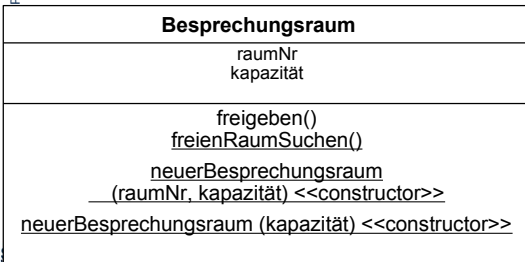 Besprechungsraum
raumNr
kapazität
freigeben()
freienRaumSuchen()
neuerBesprechungsraum
(raumNr, kapazität) <<constructor>>
neuerBesprechungsraum (kapazität) <<constructor>>